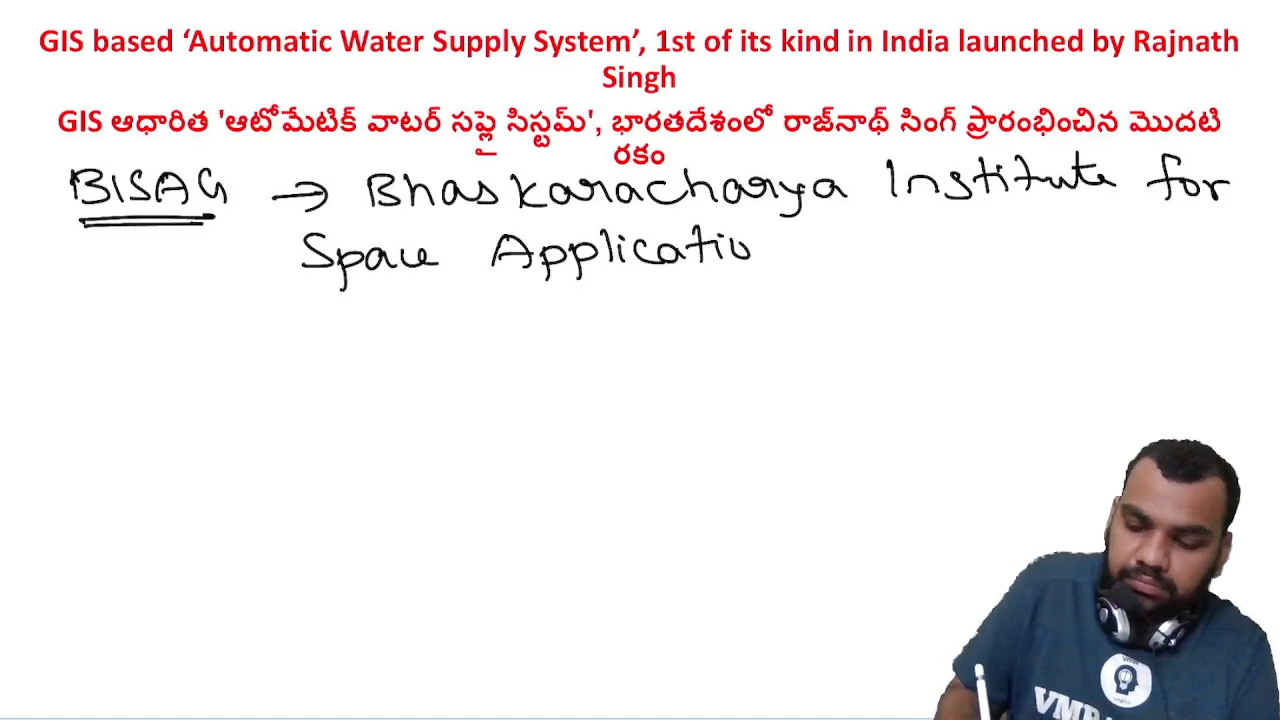 GIS based ‘Automatic Water Supply System’, 1st of its kind in India launched by Rajnath
Singh
GIS ఆధారిత 'ఆటోమేటిక్ వాటర్ సప్లై సిస్టమ్', భారతదేశంలో రాజ్‌నాథ్ సింగ్ ప్రారంభించిన మొదటి
రకం
BISAG → Bhaskaracharya Institute for
Space Applicatio